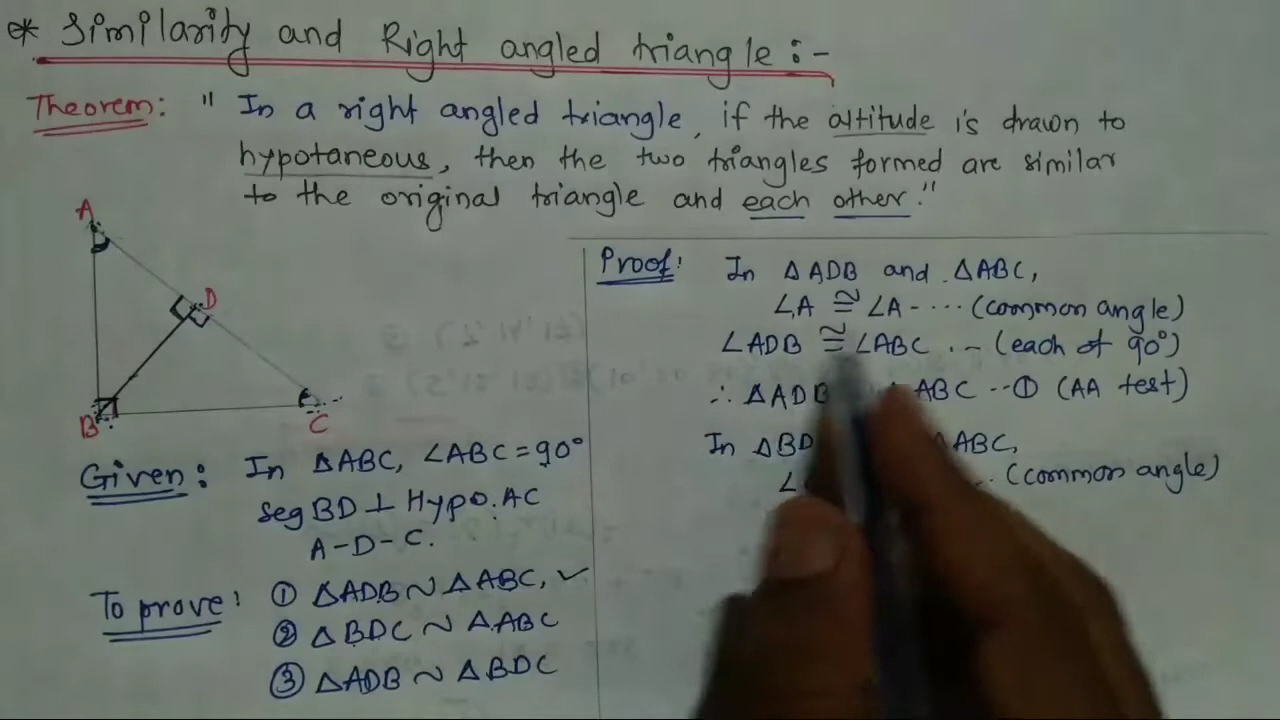 * Similarity and Right angled triangle :-
Theorem: " In a right angled triangle, if the altitude is drawn to
hypotaneous, then the two triangles formed are similar
to the original triangle and each other."
A
D
B
C
Given: In ΔABC, ∠ABC = 90°
seg BD ⊥ Hypo. AC
A-D-C.
To prove: ① ΔADB ~ ΔABC, ✓
② ΔBDC ~ ΔABC
③ ΔADB ~ ΔBDC
Proof: In ΔADB and ΔABC,
∠A ≅ ∠A - .... (common angle)
∠ADB ≅ ∠ABC . - (each of 90°)
∴ ΔADB ABC -- ① (AA test)
In ΔBD ABC,
∠ .. (common angle)